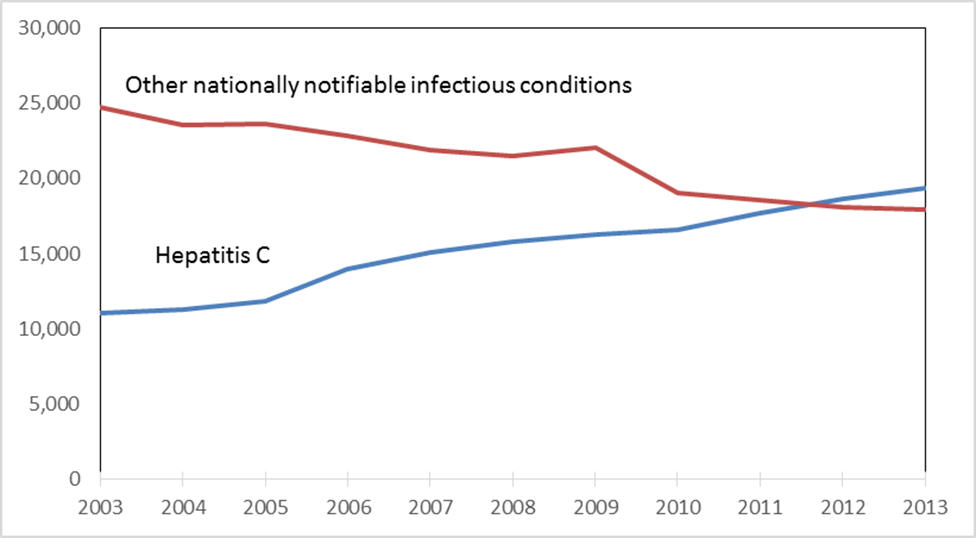 30,000
Other nationally notifiable infectious conditions
25,000
20,000
15,000
Hepatitis C
10,000
5,000
0
2003 2004 2005 2006 2007 2008 2009 2010 2011 2012 2013